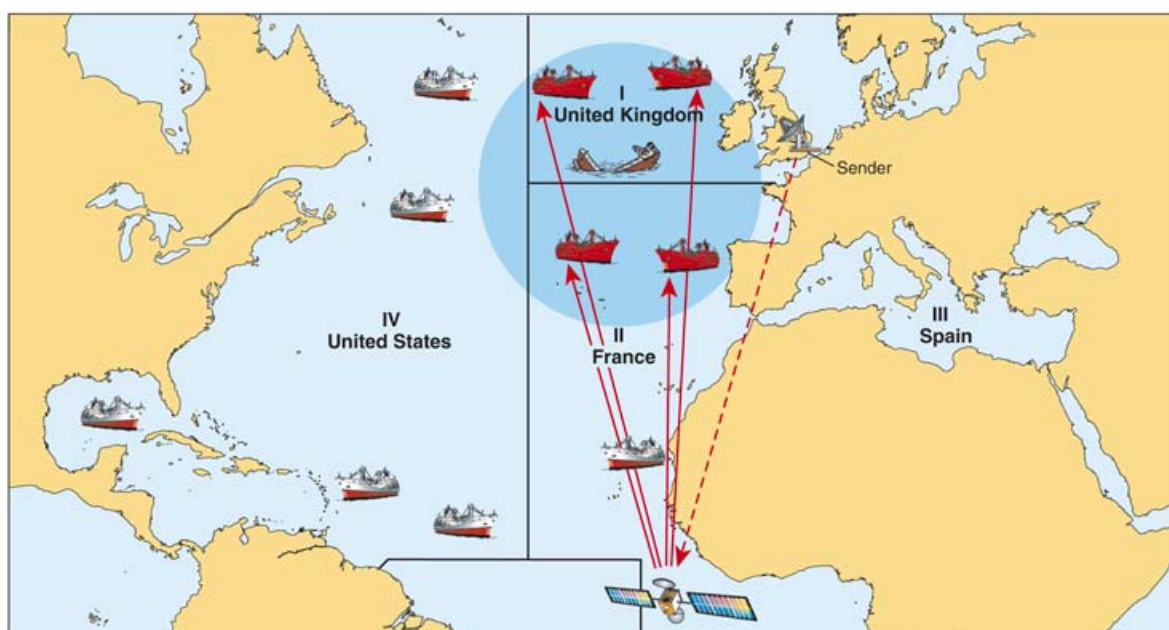 I
United Kingdom
Sender
IV
United States
II
France
III
Spain